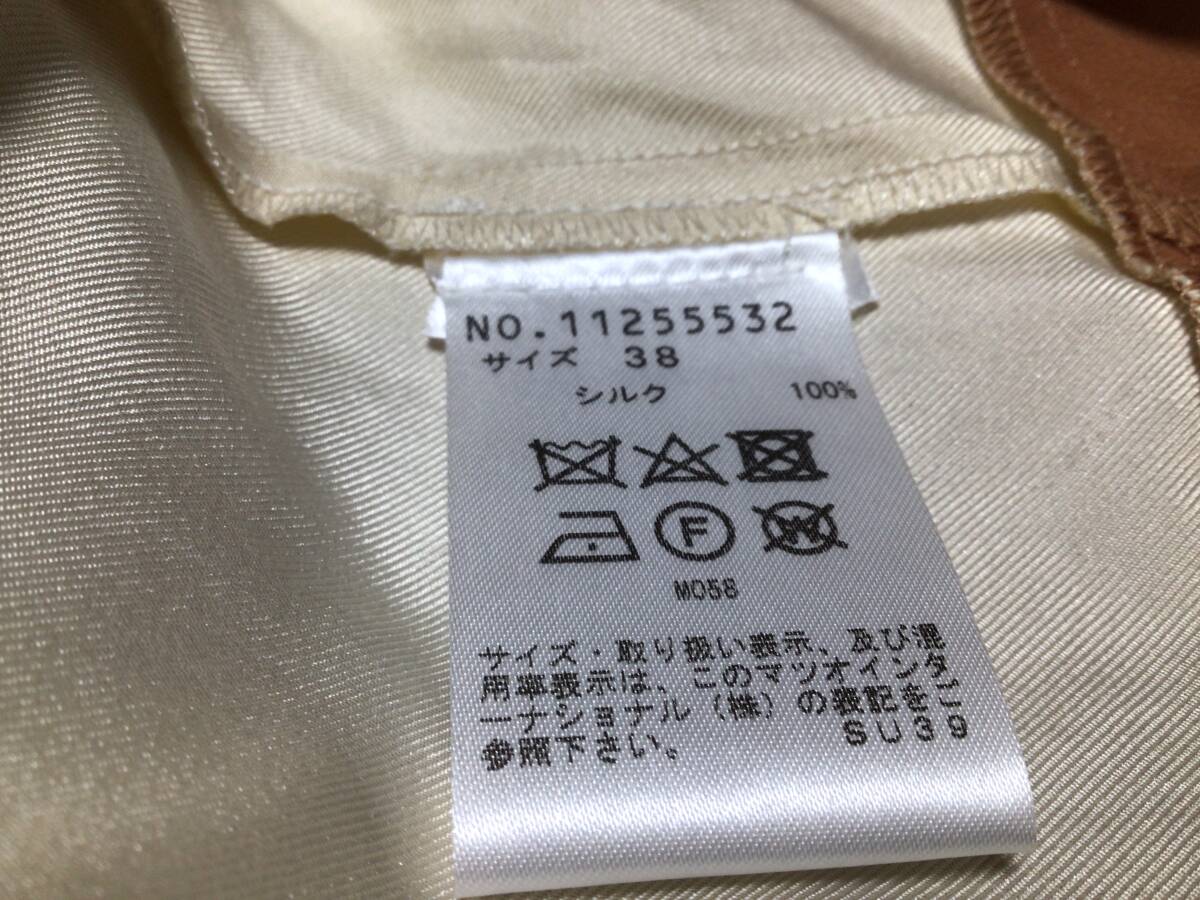 NO.11255532
サイズ 38
シルク 100%
F W
M058
サイズ・取り扱い表示、及び混
用率表示は、このマツオインタ
ーナショナル(株)の表記をご
参照下さい。 SU39